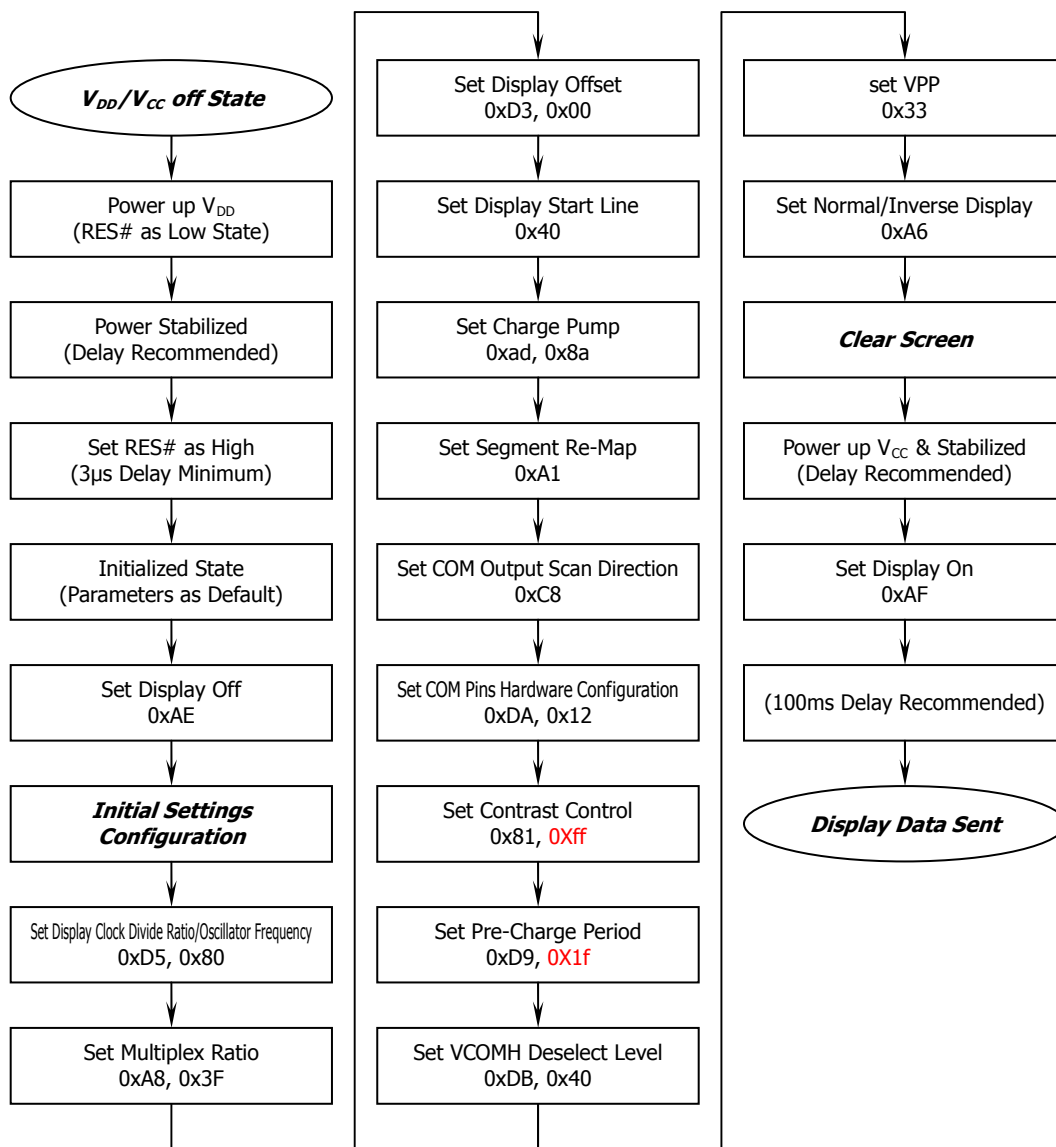 V_DD/V_CC off State
Power up V_DD
(RES# as Low State)
Power Stabilized
(Delay Recommended)
Set RES# as High
(3μs Delay Minimum)
Initialized State
(Parameters as Default)
Set Display Off
0xAE
Initial Settings
Configuration
Set Display Clock Divide Ratio/Oscillator Frequency
0xD5, 0x80
Set Multiplex Ratio
0xA8, 0x3F
Set Display Offset
0xD3, 0x00
Set Display Start Line
0x40
Set Charge Pump
0xad, 0x8a
Set Segment Re-Map
0xA1
Set COM Output Scan Direction
0xC8
Set COM Pins Hardware Configuration
0xDA, 0x12
Set Contrast Control
0x81, 0Xff
Set Pre-Charge Period
0xD9, 0X1f
Set VCOMH Deselect Level
0xDB, 0x40
set VPP
0x33
Set Normal/Inverse Display
0xA6
Clear Screen
Power up V_CC & Stabilized
(Delay Recommended)
Set Display On
0xAF
(100ms Delay Recommended)
Display Data Sent